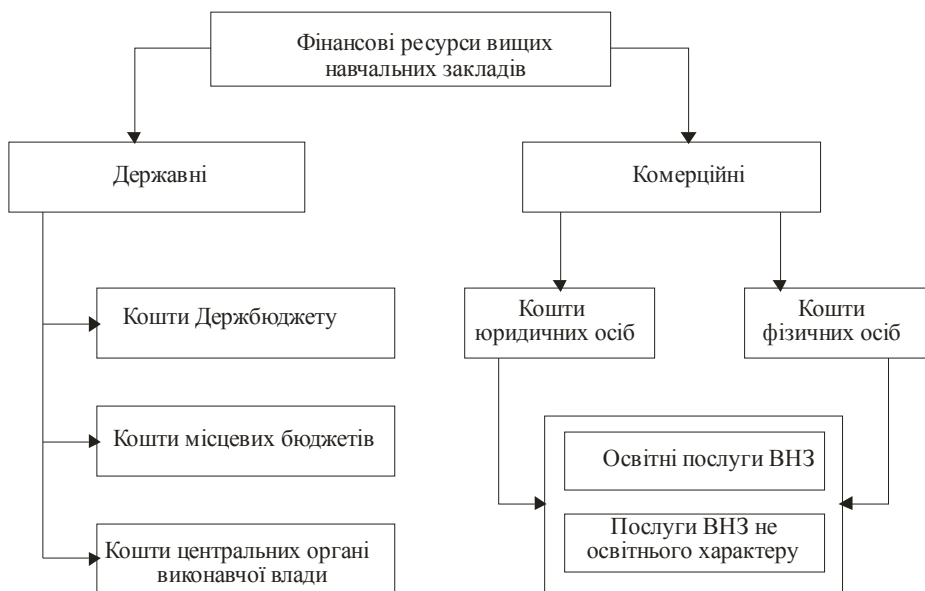 Фінансові ресурси вищих
навчальних закладів
Державні
Комерційні
Кошти Держбюджету
Кошти місцевих бюджетів
Кошти центральних органі
виконавчої влади
Кошти
юридичних осіб
Кошти
фізичних осіб
Освітні послуги ВНЗ
Послуги ВНЗ не
освітнього характеру